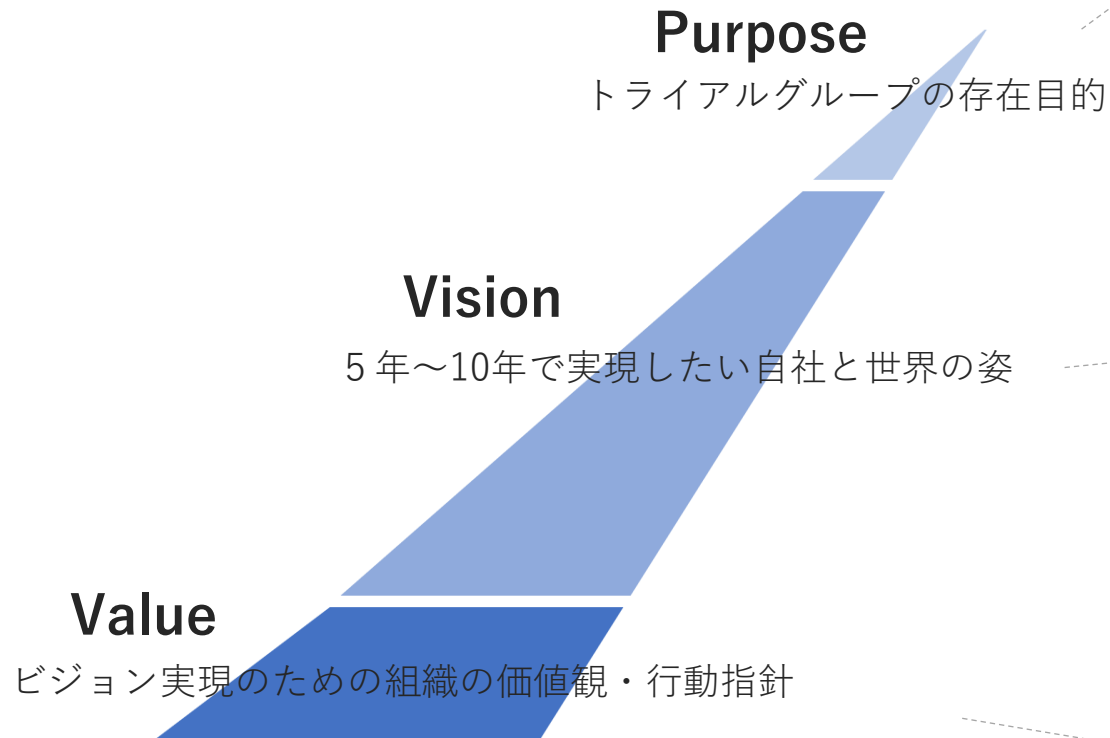 Purpose
トライアルグループの存在目的
Vision
５年～10年で実現したい自社と世界の姿
Value
ビジョン実現のための組織の価値観・行動指針